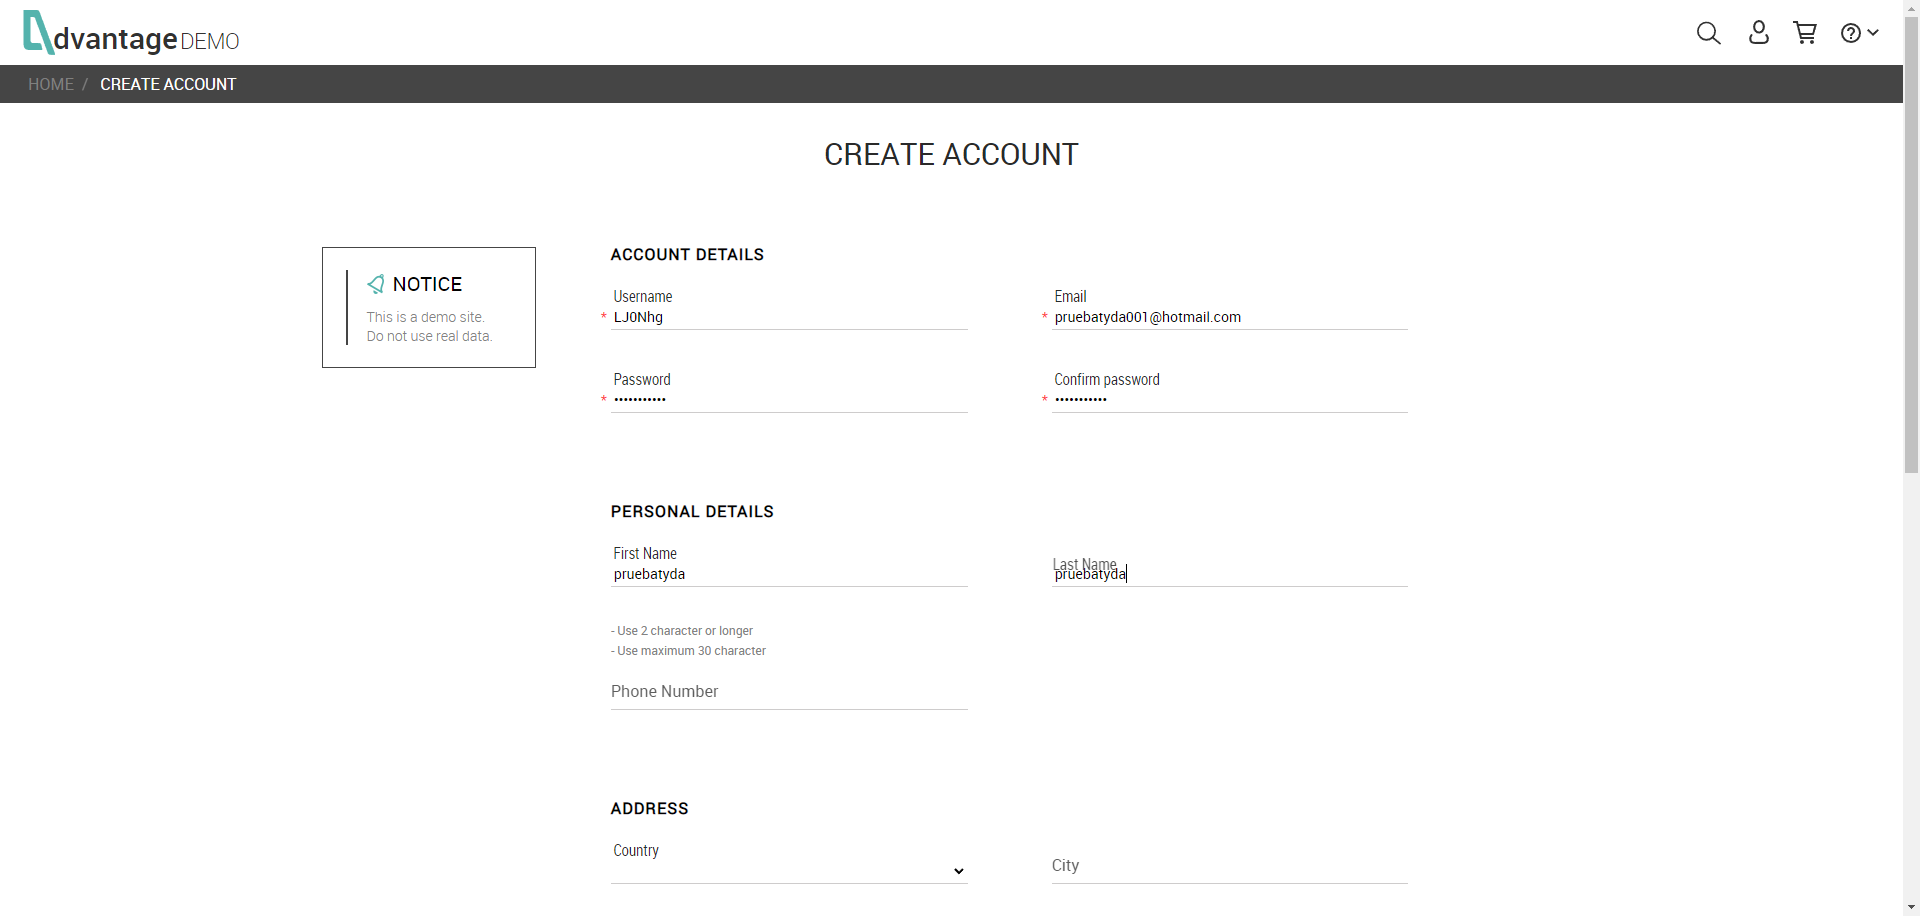 dvantage DEMO
HOME / CREATE ACCOUNT
CREATE ACCOUNT
NOTICE
This is a demo site.
Do not use real data.
ACCOUNT DETAILS
Username
* LJ0Nhg
Email
* pruebatyda001@hotmail.com
Password
* •••••••••••
Confirm password
* •••••••••••
PERSONAL DETAILS
First Name
pruebatyda
Last Name
pruebatyda
- Use 2 character or longer
- Use maximum 30 character
Phone Number
ADDRESS
Country
City